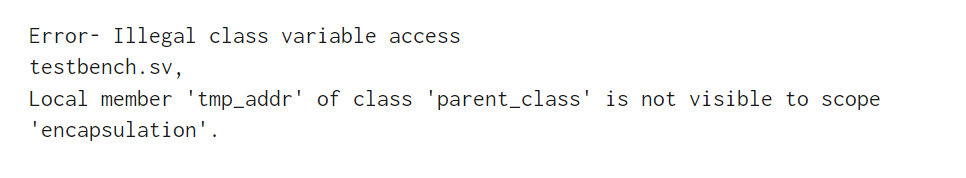 Error- Illegal class variable access
testbench.sv,
Local member 'tmp_addr' of class 'parent_class' is not visible to scope
'encapsulation'.